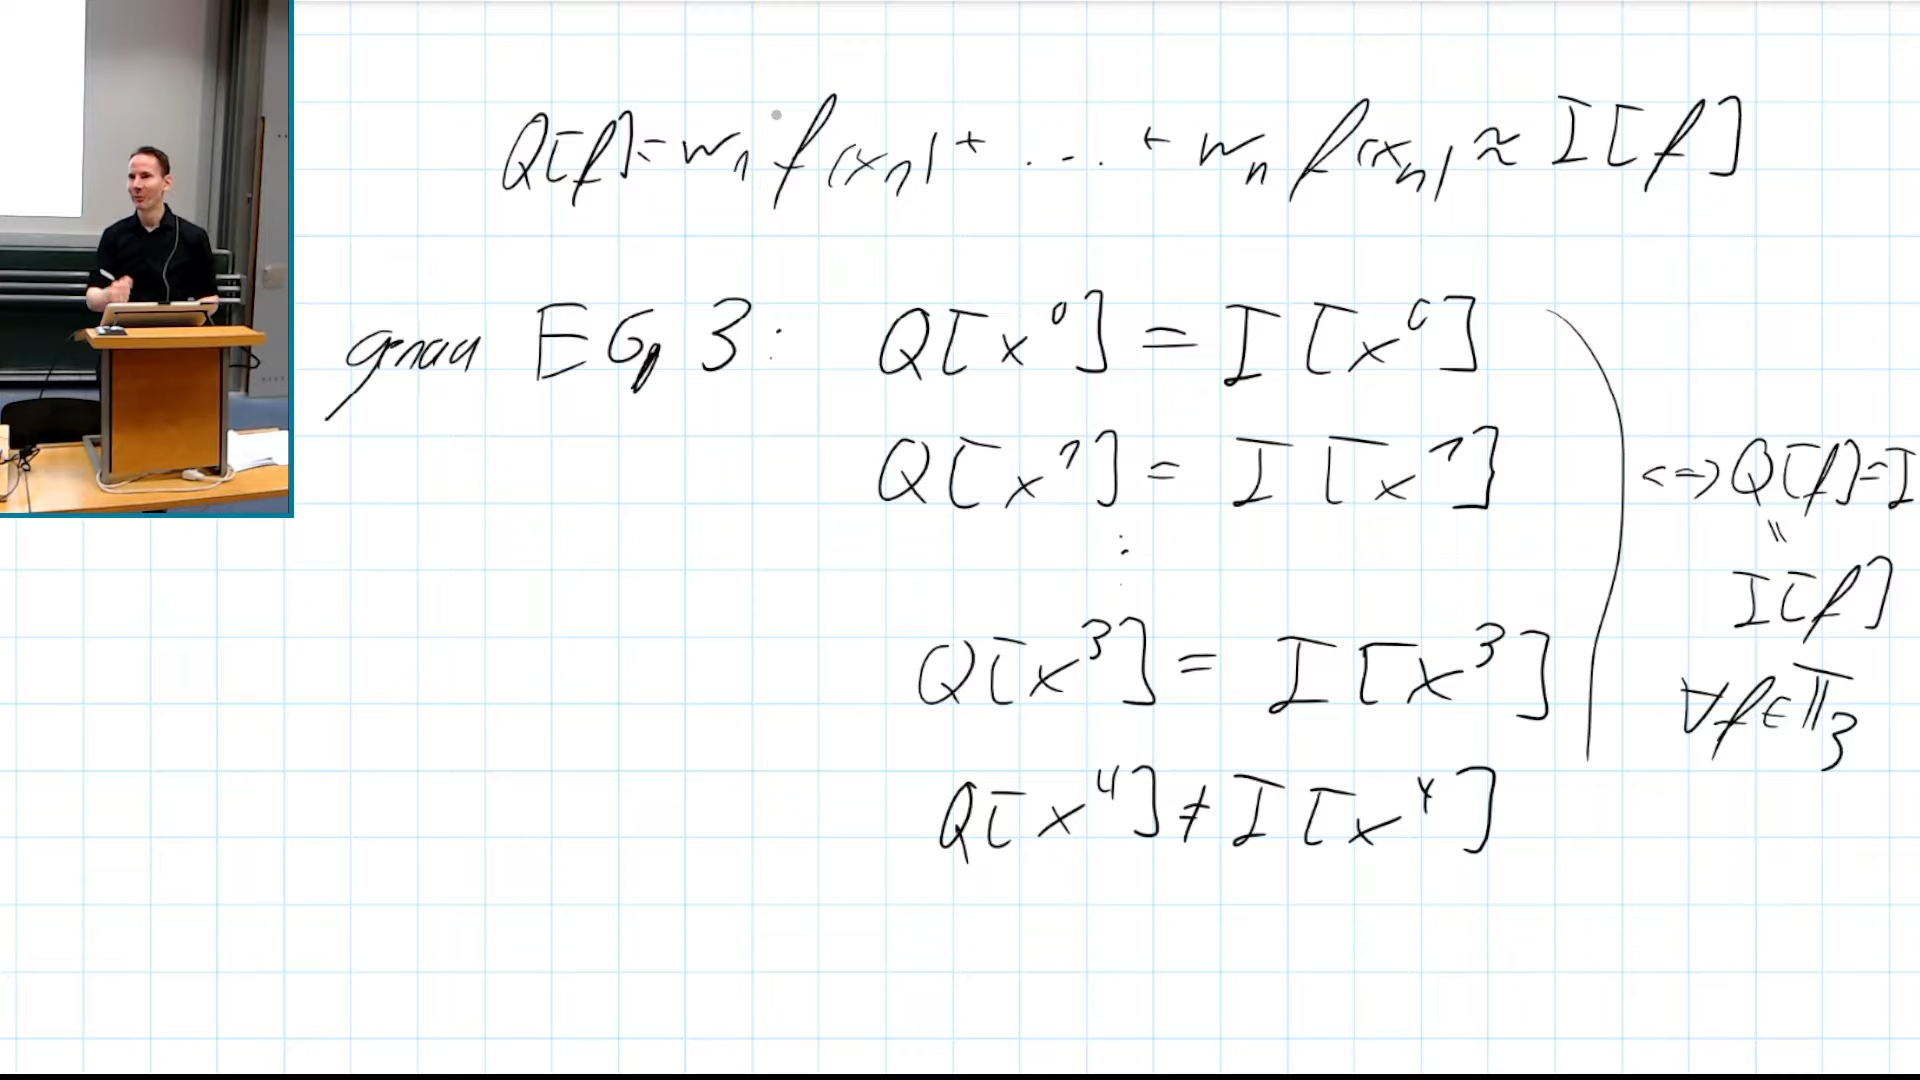 Q[f] = w₁ f(x₁) + ... + wₙ f(xₙ) ≈ I[f]
genau EG 3: Q[x⁰] = I[x⁰]
Q[x¹] = I[x¹]
⋮
Q[x³] = I[x³]
Q[x⁴] ≠ I[x⁴]
<=> Q[f] = I
=
I[f]
∀ f ∈ Π₃